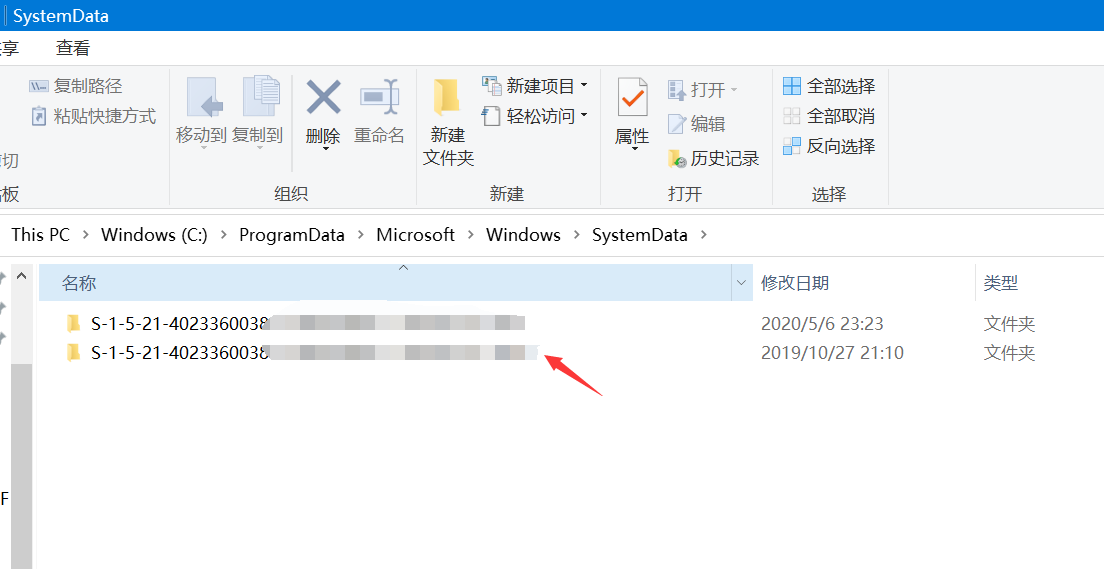 SystemData
查看
复制路径
粘贴快捷方式
移动到
复制到
删除
重命名
组织
新建
文件夹
新建项目
轻松访问
新建
属性
打开
编辑
历史记录
打开
全部选择
全部取消
反向选择
选择
This PC > Windows (C:) > ProgramData > Microsoft > Windows > SystemData >
名称 修改日期 类型
S-1-5-21-4023360038 2020/5/6 23:23 文件夹
S-1-5-21-4023360038 2019/10/27 21:10 文件夹
F